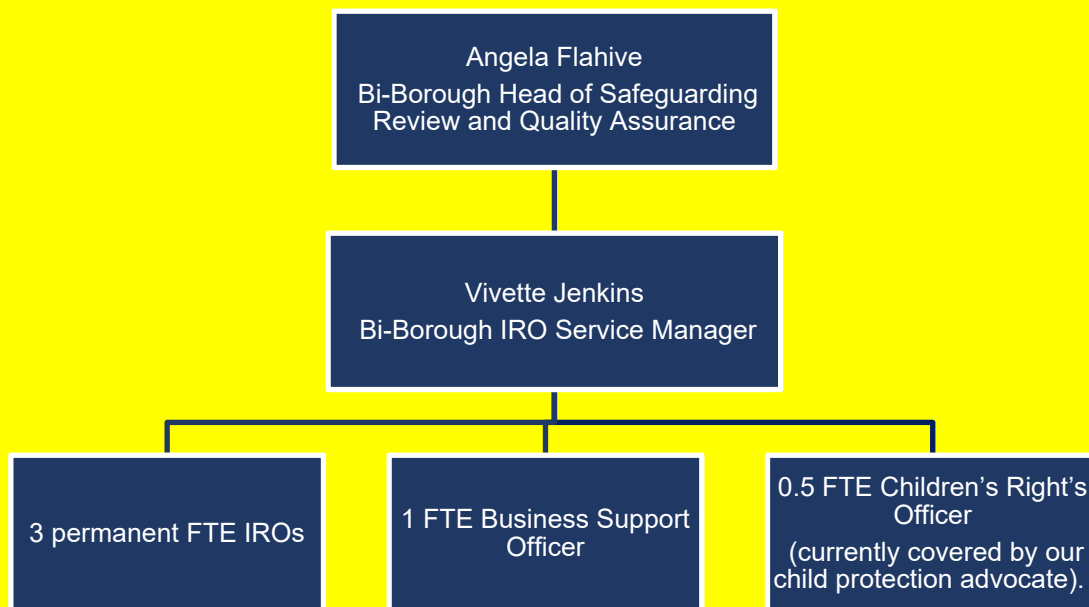 Angela Flahive
Bi-Borough Head of Safeguarding
Review and Quality Assurance
Vivette Jenkins
Bi-Borough IRO Service Manager
3 permanent FTE IROs
1 FTE Business Support
Officer
0.5 FTE Children’s Right’s
Officer
(currently covered by our
child protection advocate).